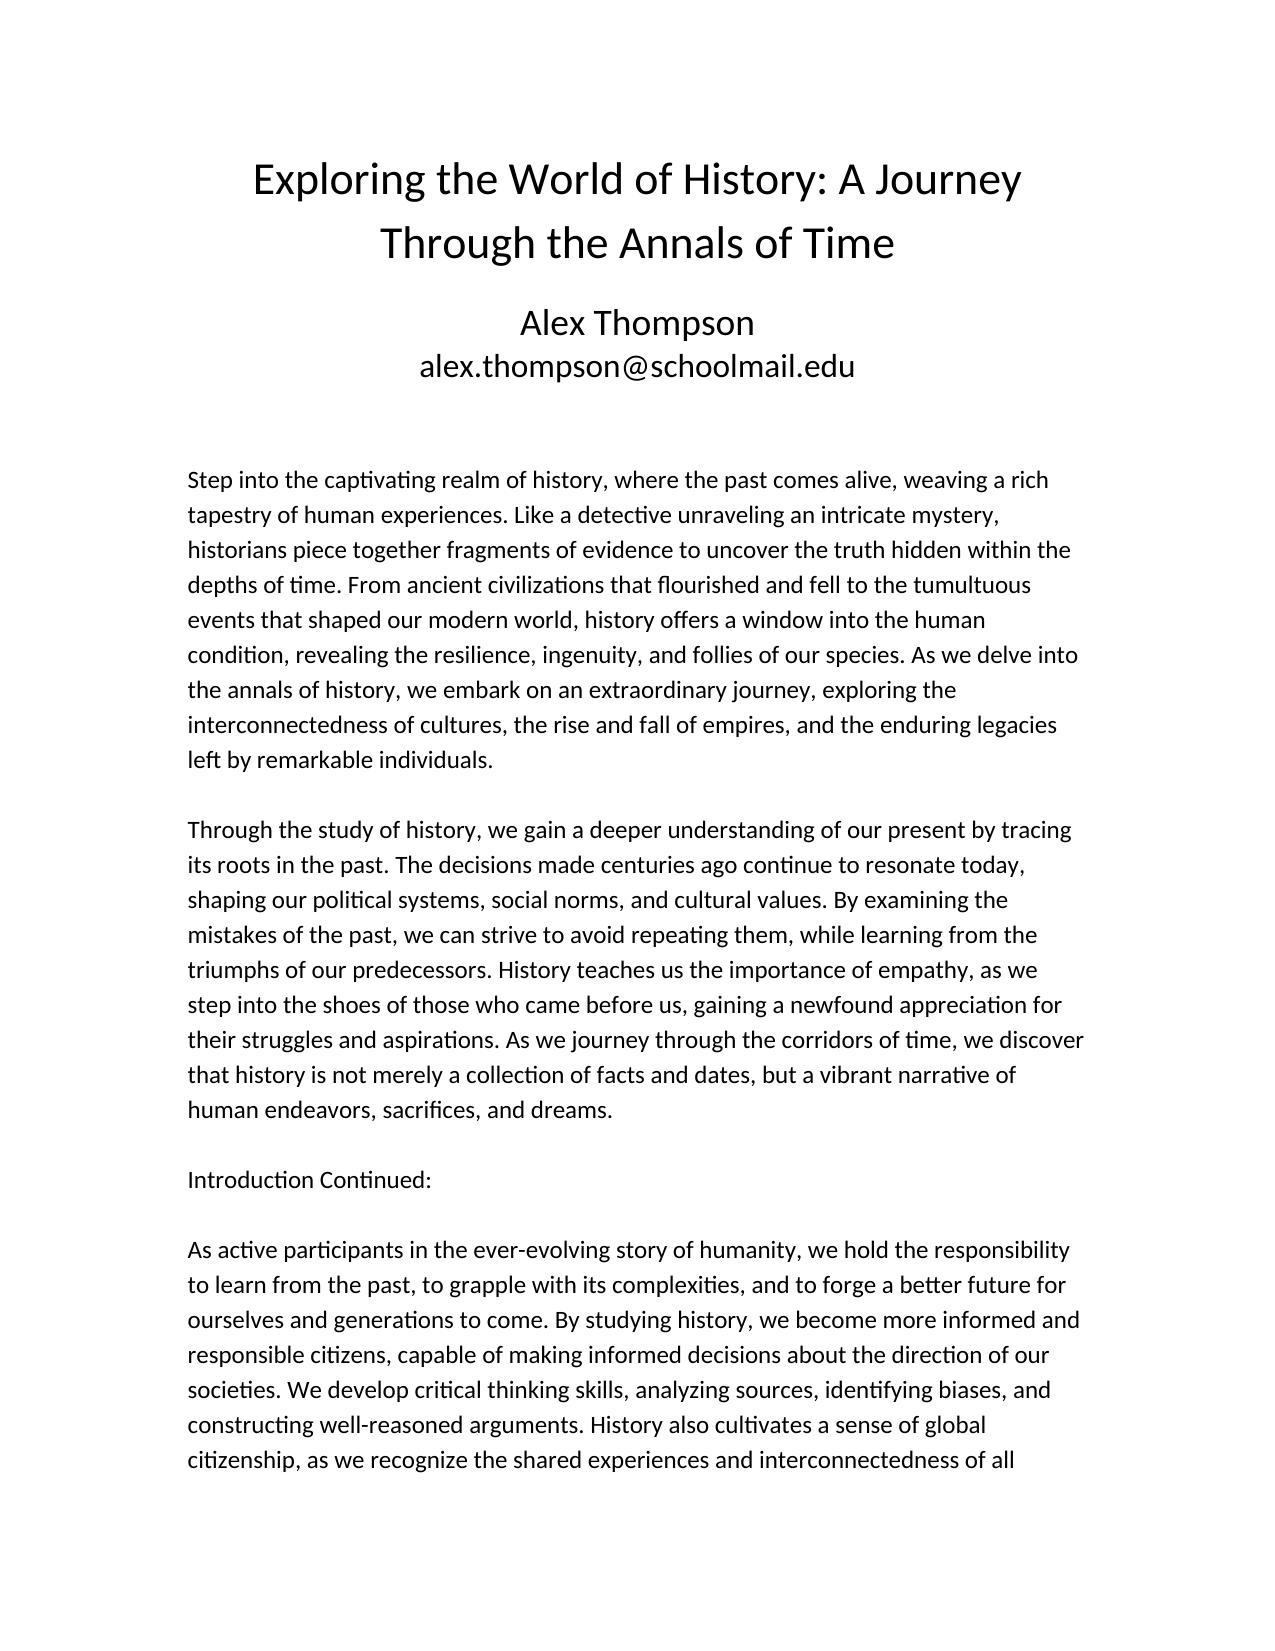 Exploring the World of History: A Journey
Through the Annals of Time
Alex Thompson
alex.thompson@schoolmail.edu
Step into the captivating realm of history, where the past comes alive, weaving a rich
tapestry of human experiences. Like a detective unraveling an intricate mystery,
historians piece together fragments of evidence to uncover the truth hidden within the
depths of time. From ancient civilizations that flourished and fell to the tumultuous
events that shaped our modern world, history offers a window into the human
condition, revealing the resilience, ingenuity, and follies of our species. As we delve into
the annals of history, we embark on an extraordinary journey, exploring the
interconnectedness of cultures, the rise and fall of empires, and the enduring legacies
left by remarkable individuals.
Through the study of history, we gain a deeper understanding of our present by tracing
its roots in the past. The decisions made centuries ago continue to resonate today,
shaping our political systems, social norms, and cultural values. By examining the
mistakes of the past, we can strive to avoid repeating them, while learning from the
triumphs of our predecessors. History teaches us the importance of empathy, as we
step into the shoes of those who came before us, gaining a newfound appreciation for
their struggles and aspirations. As we journey through the corridors of time, we discover
that history is not merely a collection of facts and dates, but a vibrant narrative of
human endeavors, sacrifices, and dreams.
Introduction Continued:
As active participants in the ever-evolving story of humanity, we hold the responsibility
to learn from the past, to grapple with its complexities, and to forge a better future for
ourselves and generations to come. By studying history, we become more informed and
responsible citizens, capable of making informed decisions about the direction of our
societies. We develop critical thinking skills, analyzing sources, identifying biases, and
constructing well-reasoned arguments. History also cultivates a sense of global
citizenship, as we recognize the shared experiences and interconnectedness of all